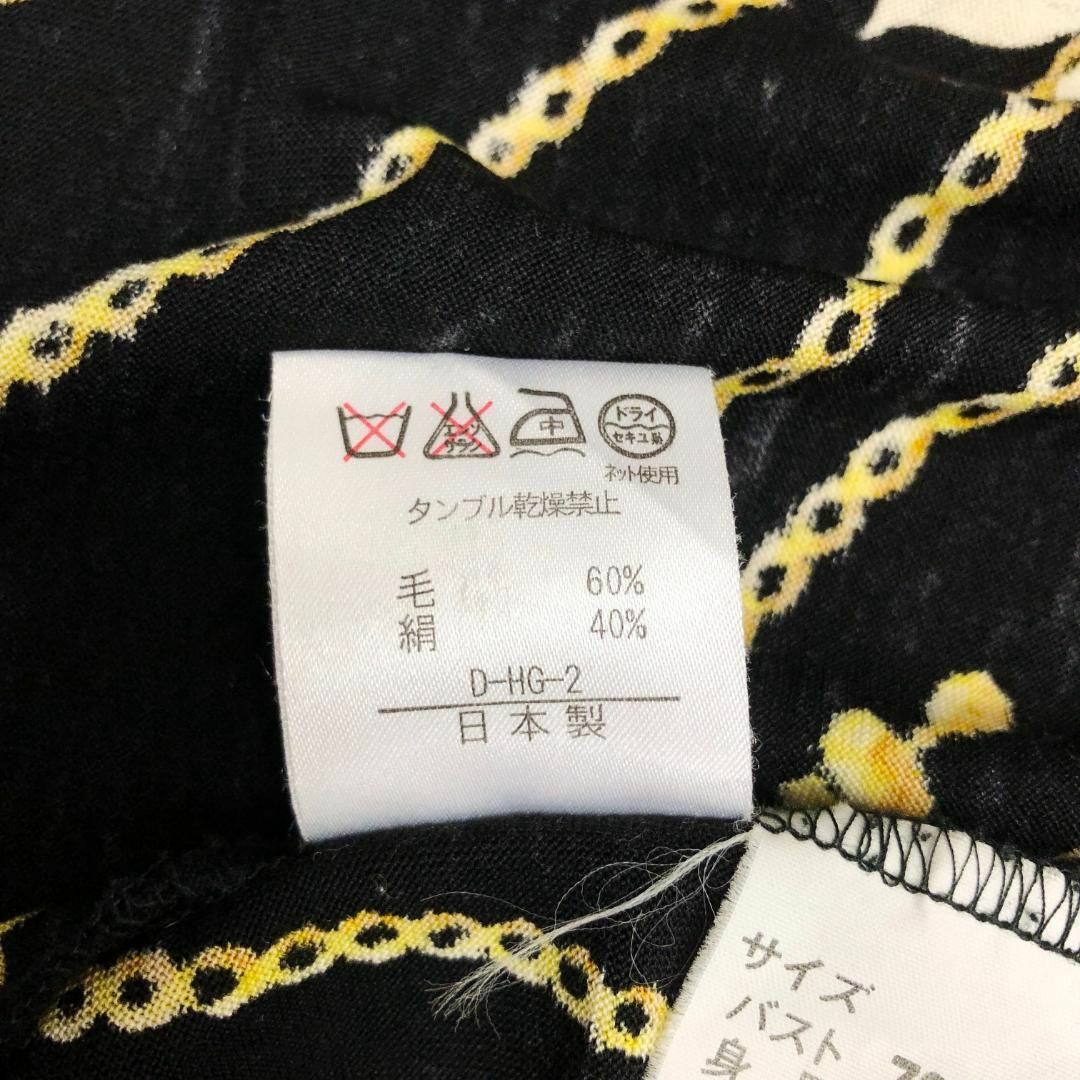 エンソ
サラシ
中
ドライ
セキユ系
ネット使用
タンブル乾燥禁止
毛 60%
絹 40%
D-HG-2
日本製
サイズ
バスト
身